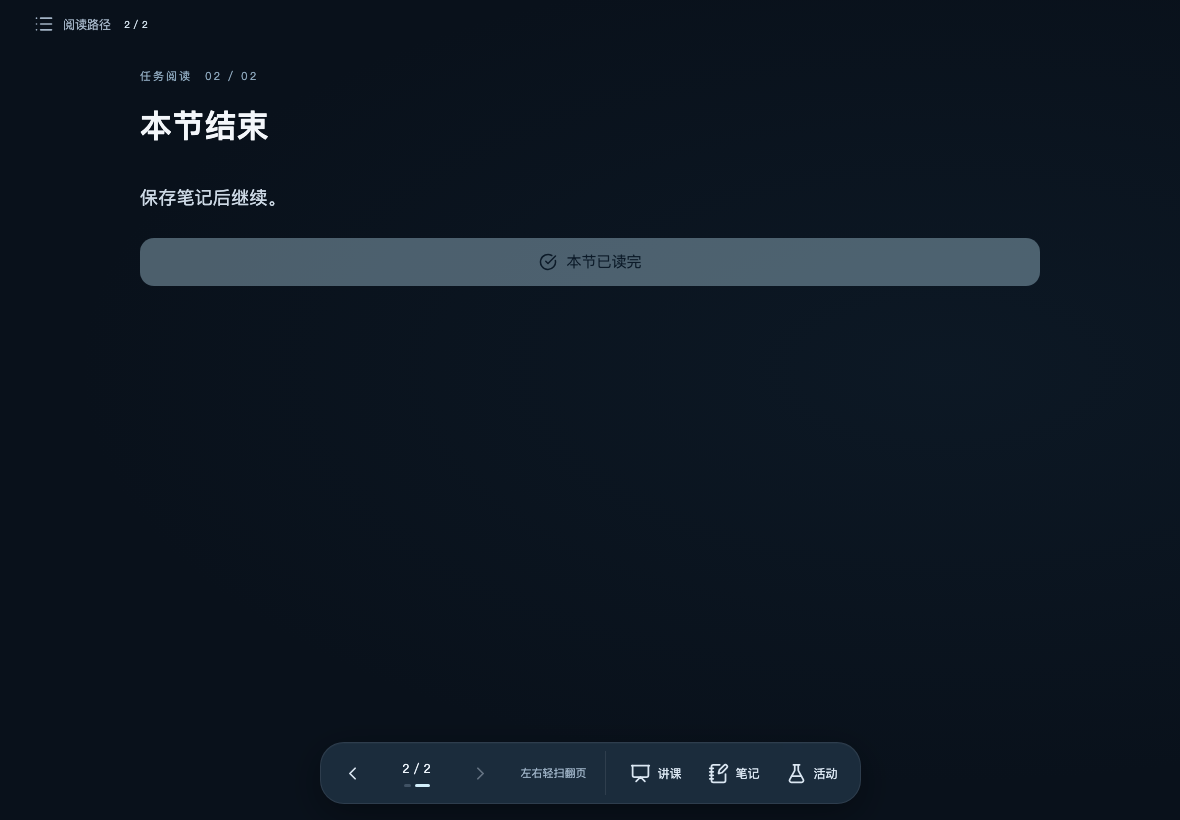 阅读路径 2 / 2
任务阅读 02 / 02
本节结束
保存笔记后继续。
本节已读完
2 / 2 左右轻扫翻页 讲课 笔记 活动